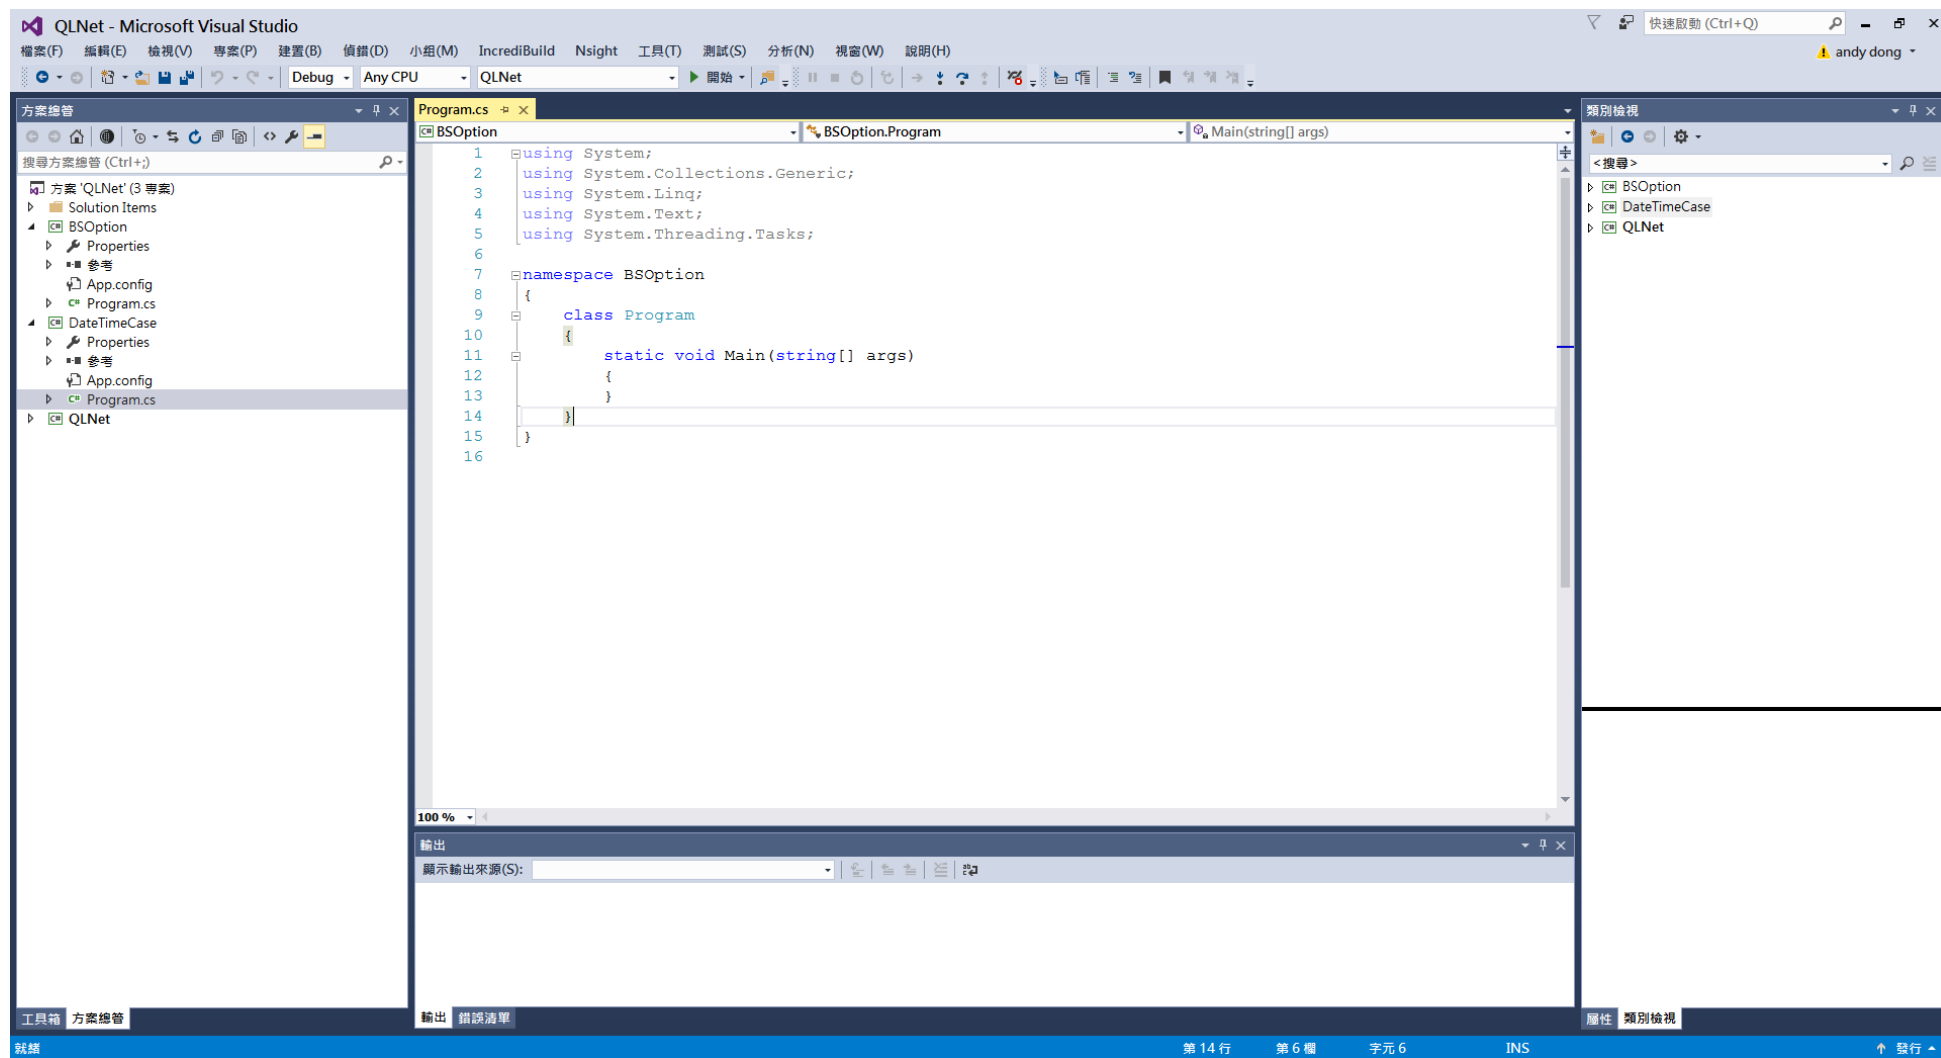 QLNet - Microsoft Visual Studio
快速啟動 (Ctrl+Q)
檔案(F) 編輯(E) 檢視(V) 專案(P) 建置(B) 偵錯(D) 小組(M) IncrediBuild Nsight 工具(T) 測試(S) 分析(N) 視窗(W) 說明(H)
andy dong
Debug Any CPU QLNet 開始
方案總管
搜尋方案總管 (Ctrl+;)
方案 'QLNet' (3 專案)
Solution Items
BSOption
Properties
參考
App.config
Program.cs
DateTimeCase
Properties
參考
App.config
Program.cs
QLNet
工具箱 方案總管
Program.cs
BSOption BSOption.Program Main(string[] args)
1 using System;
2 using System.Collections.Generic;
3 using System.Linq;
4 using System.Text;
5 using System.Threading.Tasks;
6
7 namespace BSOption
8 {
9 class Program
10 {
11 static void Main(string[] args)
12 {
13 }
14 }
15 }
16
100 %
輸出
顯示輸出來源(S):
輸出 錯誤清單
類別檢視
<搜尋>
BSOption
DateTimeCase
QLNet
屬性 類別檢視
就緒 第 14 行 第 6 欄 字元 6 INS 發行